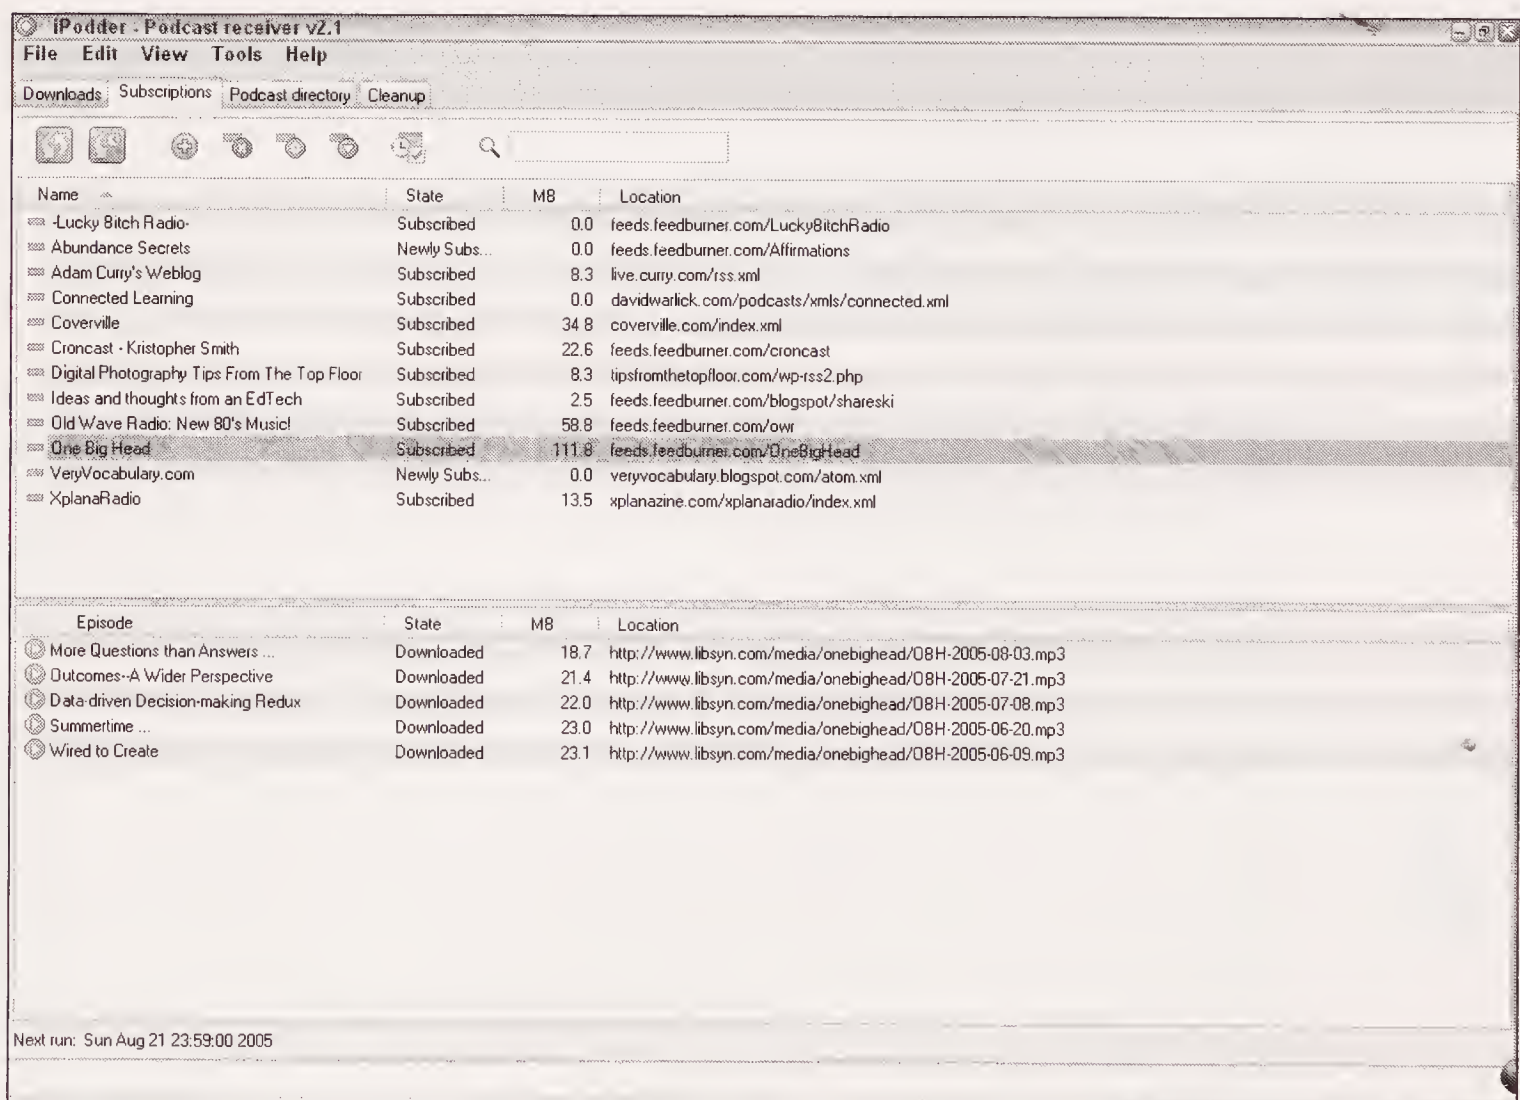 iPodder - Podcast receiver v2.1
File Edit View Tools Help
Downloads Subscriptions Podcast directory Cleanup
Name State MB Location
-Lucky Bitch Radio- Subscribed 0.0 feeds.feedburner.com/LuckyBitchRadio
Abundance Secrets Newly Subs... 0.0 feeds.feedburner.com/Affirmations
Adam Curry's Weblog Subscribed 8.3 live.curry.com/rss.xml
Connected Learning Subscribed 0.0 davidwarlick.com/podcasts/xmls/connected.xml
Coverville Subscribed 34.8 coverville.com/index.xml
Croncast - Kristopher Smith Subscribed 22.6 feeds.feedburner.com/croncast
Digital Photography Tips From The Top Floor Subscribed 8.3 tipsfromthetopfloor.com/wp-rss2.php
Ideas and thoughts from an EdTech Subscribed 2.5 feeds.feedburner.com/blogspot/shareski
Old Wave Radio: New 80's Music! Subscribed 58.8 feeds.feedburner.com/owr
One Big Head Subscribed 111.8 feeds.feedburner.com/OneBigHead
VeryVocabulary.com Newly Subs... 0.0 veryvocabulary.blogspot.com/atom.xml
XplanaRadio Subscribed 13.5 xplanazine.com/xplanaradio/index.xml
Episode State MB Location
More Questions than Answers ... Downloaded 18.7 http://www.libsyn.com/media/onebighead/OBH-2005-08-03.mp3
Outcomes--A Wider Perspective Downloaded 21.4 http://www.libsyn.com/media/onebighead/OBH-2005-07-21.mp3
Data-driven Decision-making Redux Downloaded 22.0 http://www.libsyn.com/media/onebighead/OBH-2005-07-08.mp3
Summertime ... Downloaded 23.0 http://www.libsyn.com/media/onebighead/OBH-2005-06-20.mp3
Wired to Create Downloaded 23.1 http://www.libsyn.com/media/onebighead/OBH-2005-06-09.mp3
Next run: Sun Aug 21 23:59:00 2005